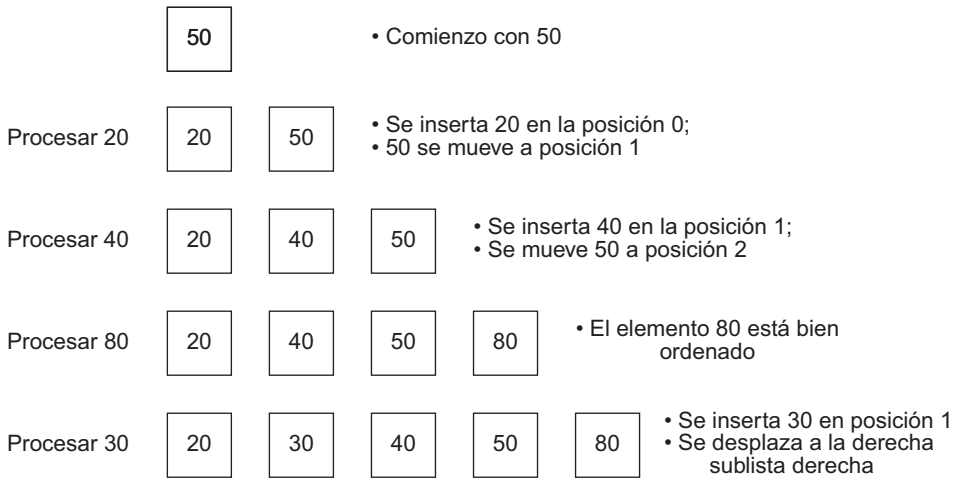 50 • Comienzo con 50
Procesar 20 20 50 • Se inserta 20 en la posición 0;
• 50 se mueve a posición 1
Procesar 40 20 40 50 • Se inserta 40 en la posición 1;
• Se mueve 50 a posición 2
Procesar 80 20 40 50 80 • El elemento 80 está bien
ordenado
Procesar 30 20 30 40 50 80 • Se inserta 30 en posición 1
• Se desplaza a la derecha
sublista derecha